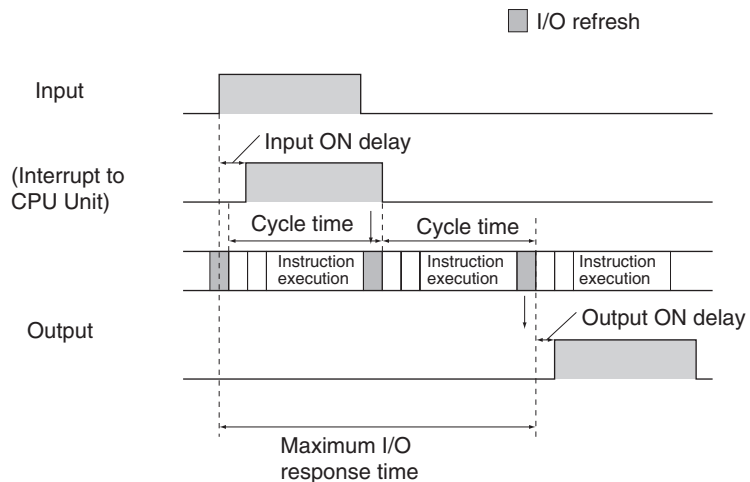 I/O refresh
Input
Input ON delay
(Interrupt to
CPU Unit)
Cycle time
Cycle time
Instruction
execution
Instruction
execution
Instruction
execution
Output
Output ON delay
Maximum I/O
response time